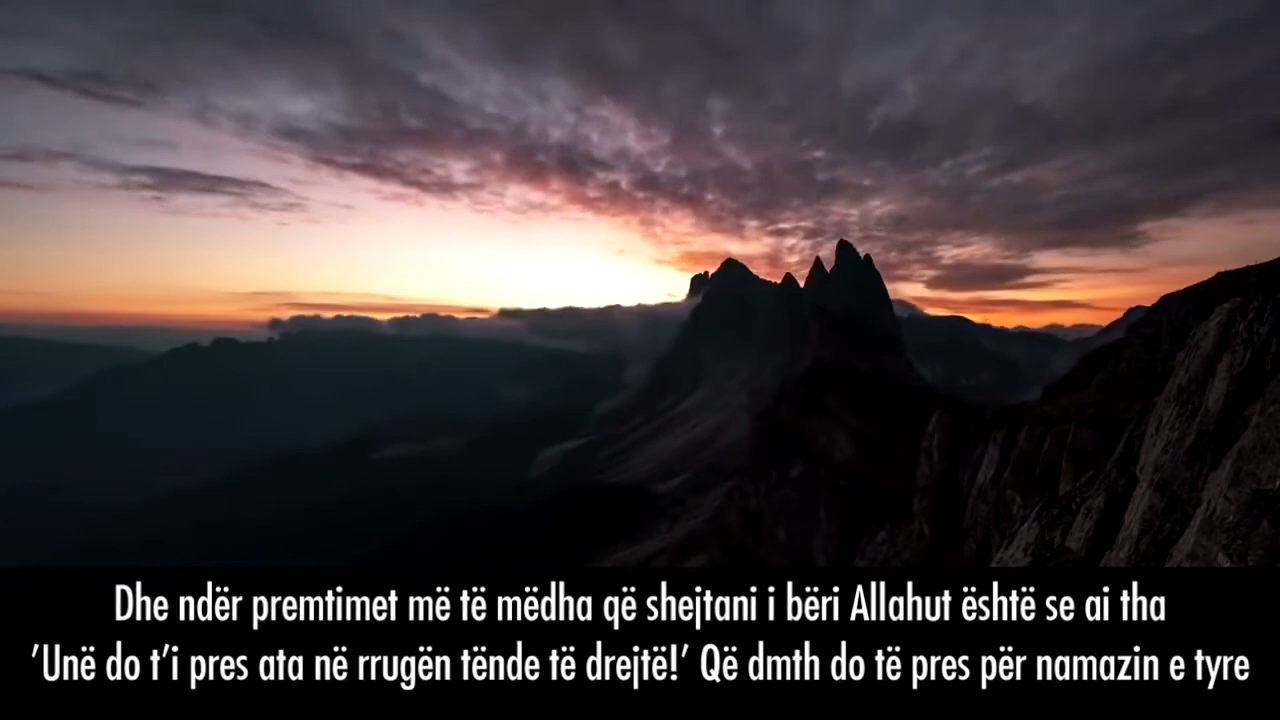 Dhe ndër premtimet më të mëdha që shejtani i bëri Allahut është se ai tha
’Unë do t’i pres ata në rrugën tënde të drejtë!’ Që dmth do të pres për namazin e tyre